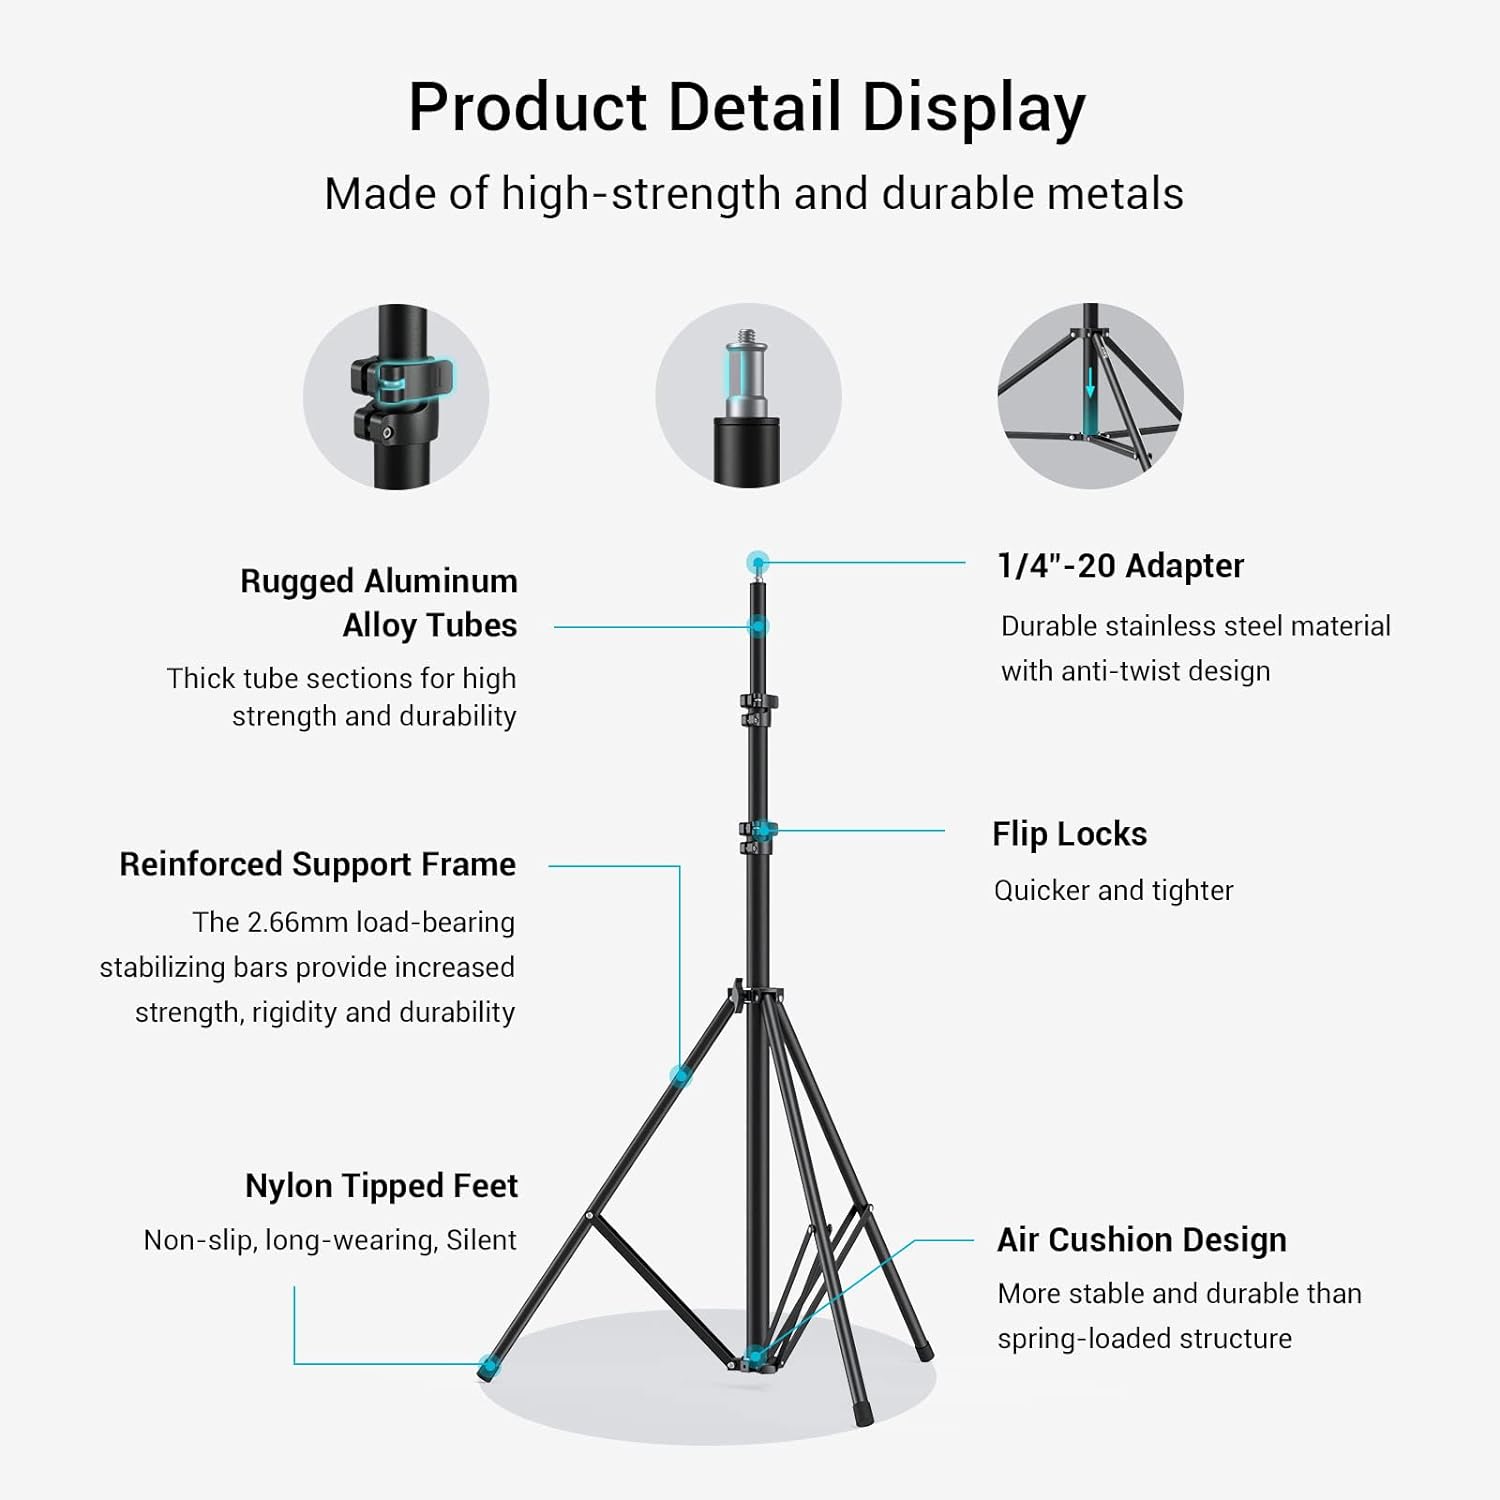 Product Detail Display
Made of high-strength and durable metals
Rugged Aluminum
Alloy Tubes
Thick tube sections for high
strength and durability
1/4"-20 Adapter
Durable stainless steel material
with anti-twist design
Reinforced Support Frame
The 2.66mm load-bearing
stabilizing bars provide increased
strength, rigidity and durability
Flip Locks
Quicker and tighter
Nylon Tipped Feet
Non-slip, long-wearing, Silent
Air Cushion Design
More stable and durable than
spring-loaded structure